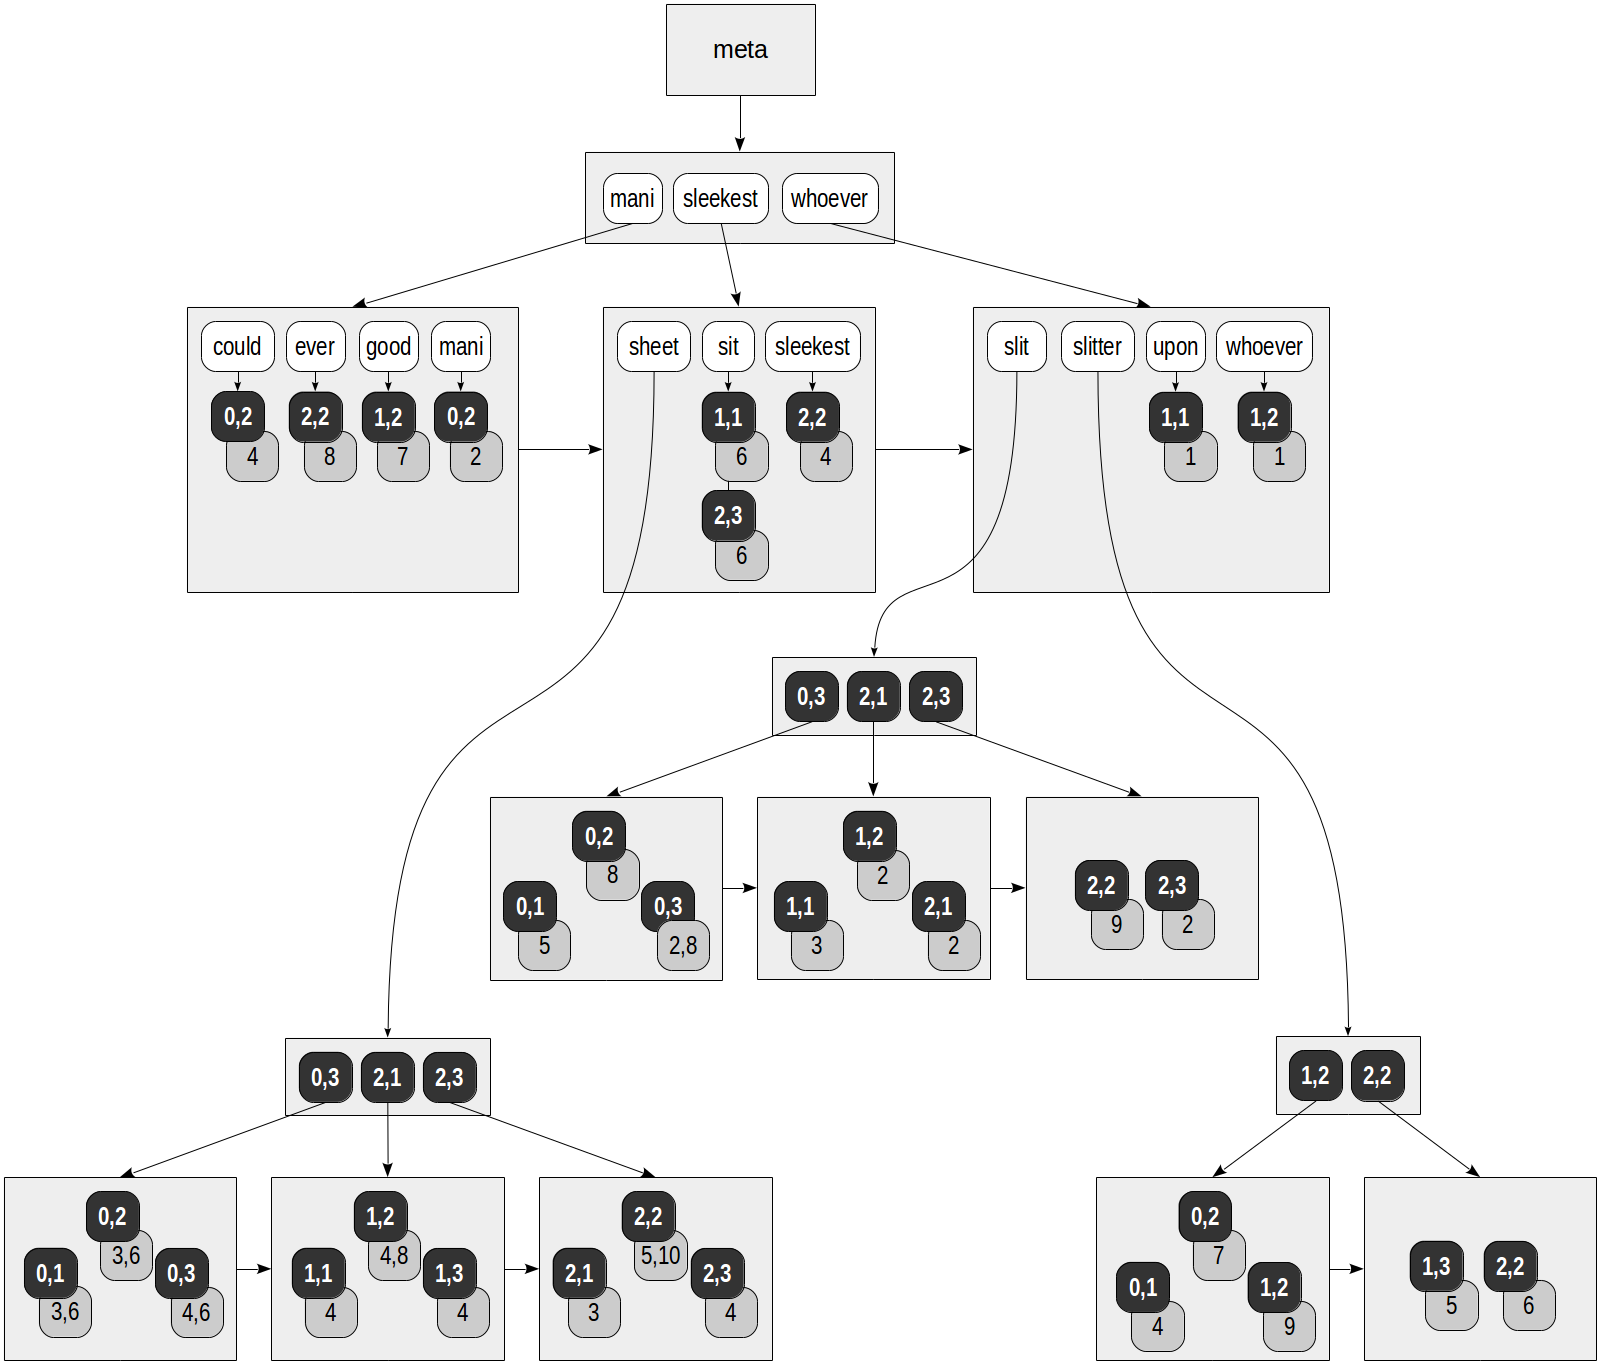 meta
mani sleekest whoever
could ever good mani sheet sit sleekest slit slitter upon whoever
0,2 2,2 1,2 0,2 1,1 2,2 1,1 1,2
4 8 7 2 6 4 1 1
2,3
6
0,3 2,1 2,3
0,2 1,2
8 2
2,2 2,3
0,1 0,3 1,1 2,1
9 2
5 2,8 3 2
0,3 2,1 2,3 1,2 2,2
0,2 1,2 2,2 0,2
3,6 4,8 5,10 7
0,1 0,3 1,1 1,3 2,1 2,3 0,1 1,2 1,3 2,2
3,6 4,6 4 4 3 4 4 9 5 6